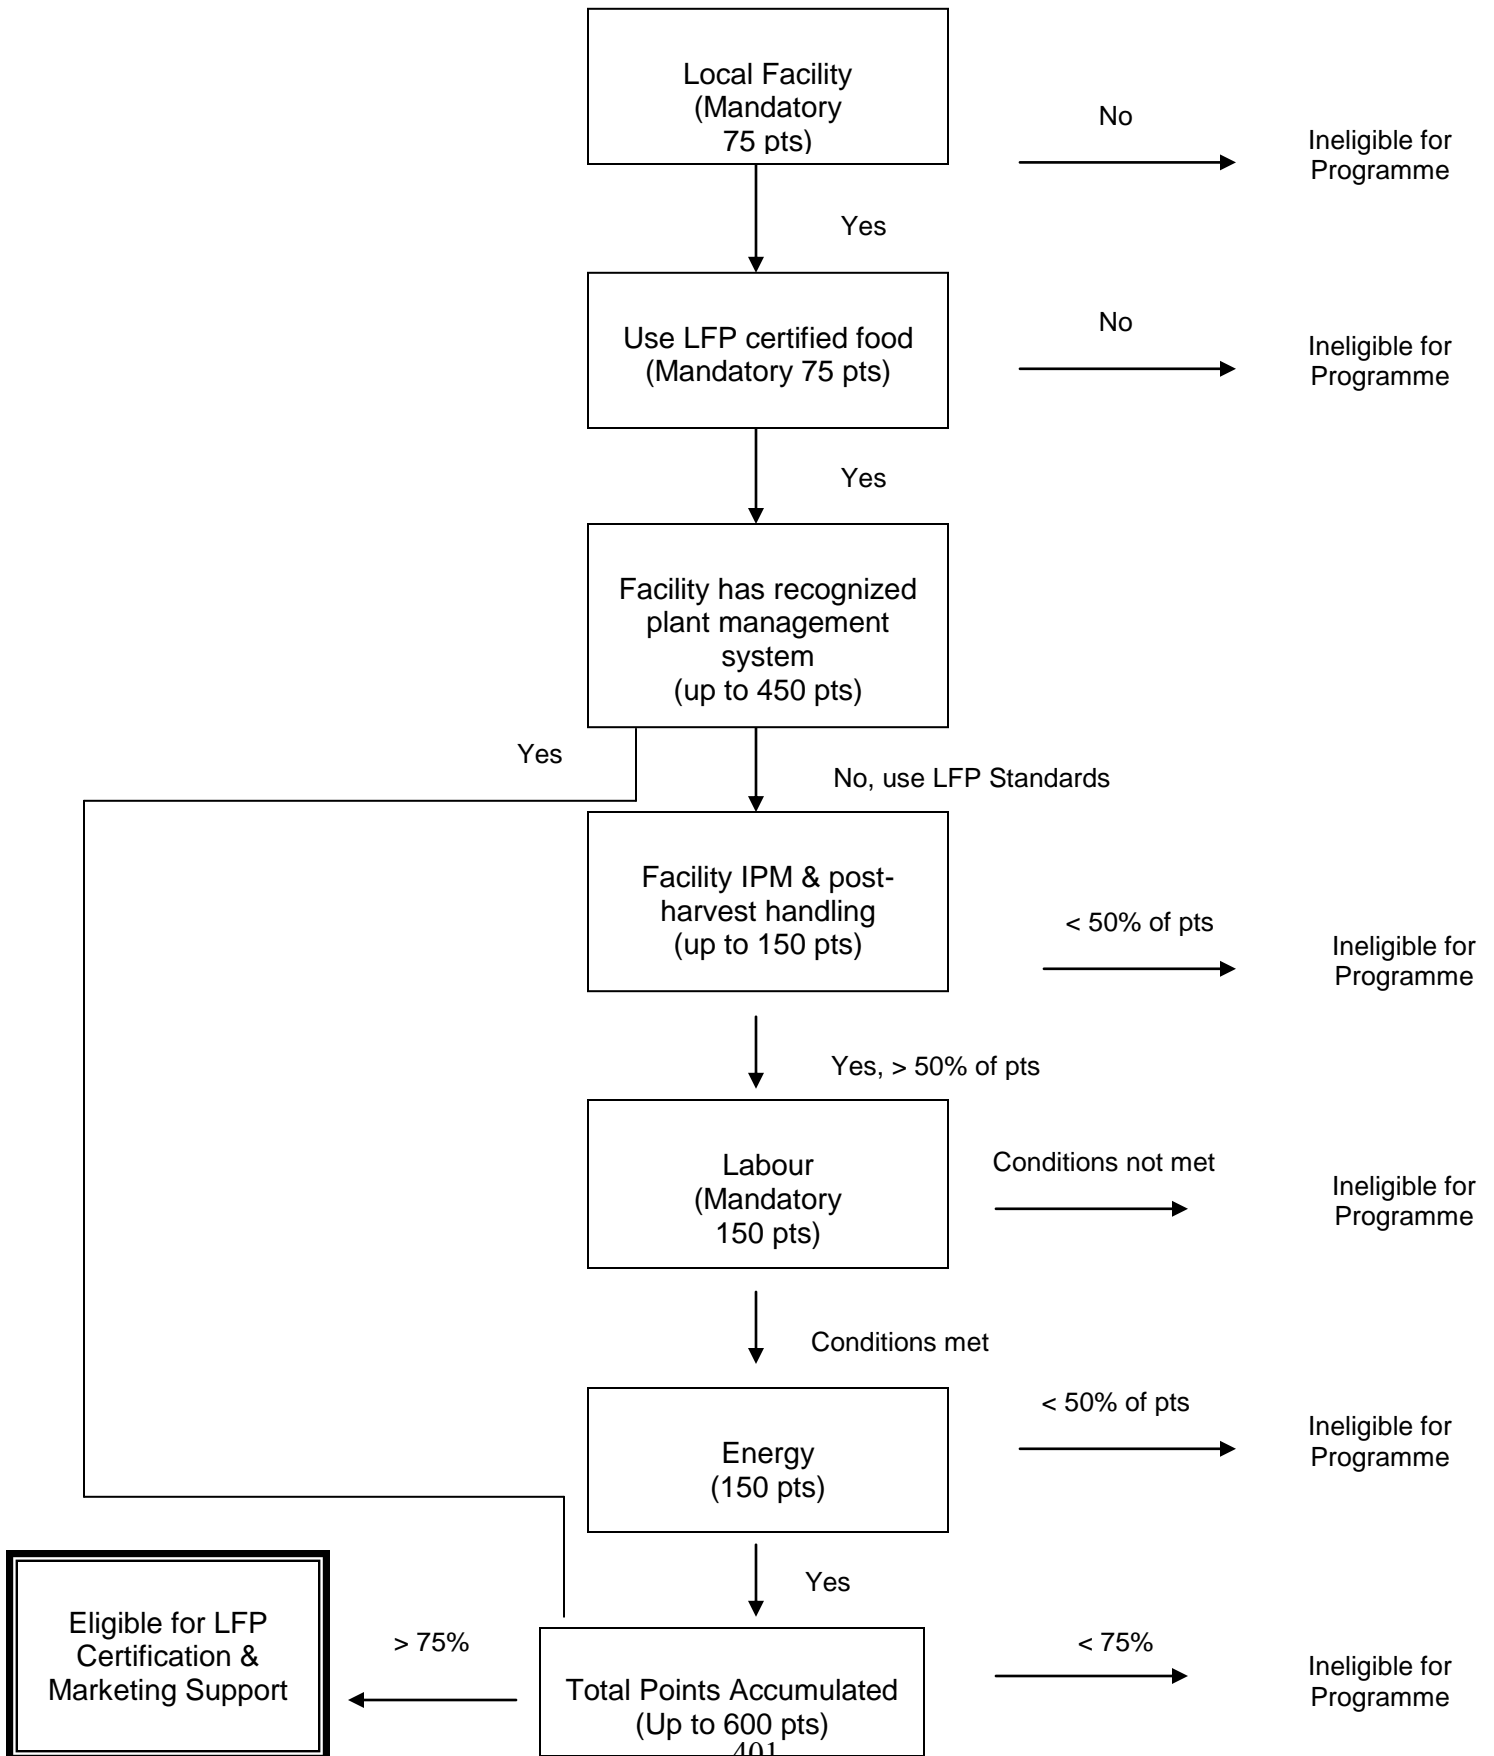 Local Facility
(Mandatory
75 pts)
No
Ineligible for
Programme
Yes
Use LFP certified food
(Mandatory 75 pts)
No
Ineligible for
Programme
Yes
Facility has recognized
plant management
system
(up to 450 pts)
Yes
No, use LFP Standards
Facility IPM & post-
harvest handling
(up to 150 pts)
< 50% of pts
Ineligible for
Programme
Yes, > 50% of pts
Labour
(Mandatory
150 pts)
Conditions not met
Ineligible for
Programme
Conditions met
Energy
(150 pts)
< 50% of pts
Ineligible for
Programme
Yes
Eligible for LFP
Certification &
Marketing Support
> 75%
Total Points Accumulated
(Up to 600 pts)
< 75%
Ineligible for
Programme
401